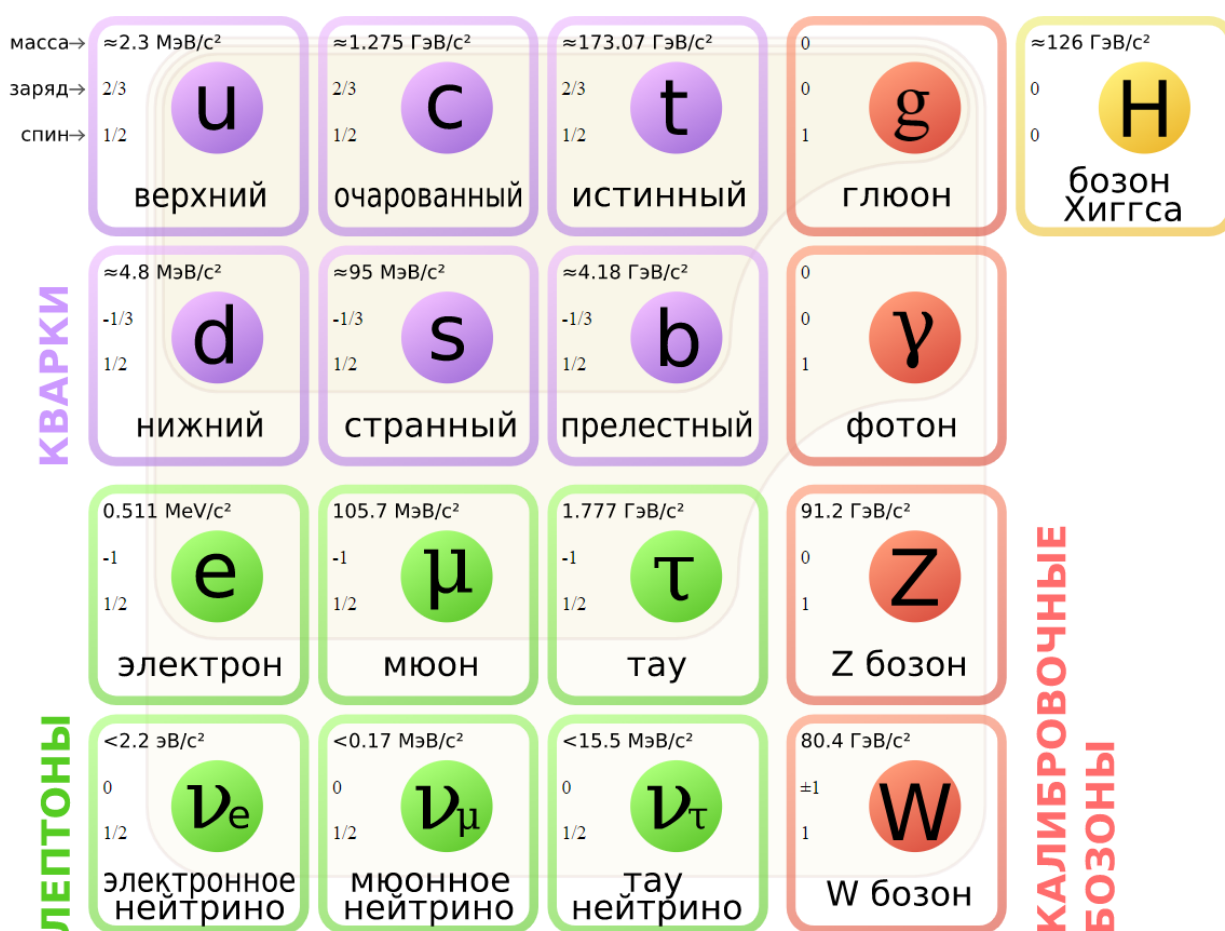 масса→
заряд→
спин→
≈2.3 МэВ/c²
2/3
1/2
u
верхний
≈1.275 ГэВ/c²
2/3
1/2
c
очарованный
≈173.07 ГэВ/c²
2/3
1/2
t
истинный
0
0
1
g
глюон
≈126 ГэВ/c²
0
0
H
бозон
Хиггса
КВАРКИ
≈4.8 МэВ/c²
-1/3
1/2
d
нижний
≈95 МэВ/c²
-1/3
1/2
s
странный
≈4.18 ГэВ/c²
-1/3
1/2
b
прелестный
0
0
1
γ
фотон
0.511 MeV/c²
-1
1/2
e
электрон
105.7 МэВ/c²
-1
1/2
μ
мюон
1.777 ГэВ/c²
-1
1/2
τ
тау
91.2 ГэВ/c²
0
1
Z
Z бозон
ЛЕПТОНЫ
<2.2 эВ/c²
0
1/2
νe
электронное
нейтрино
<0.17 МэВ/c²
0
1/2
νμ
мюонное
нейтрино
<15.5 МэВ/c²
0
1/2
ντ
тау
нейтрино
80.4 ГэВ/c²
±1
1
W
W бозон
КАЛИБРОВОЧНЫЕ
БОЗОНЫ